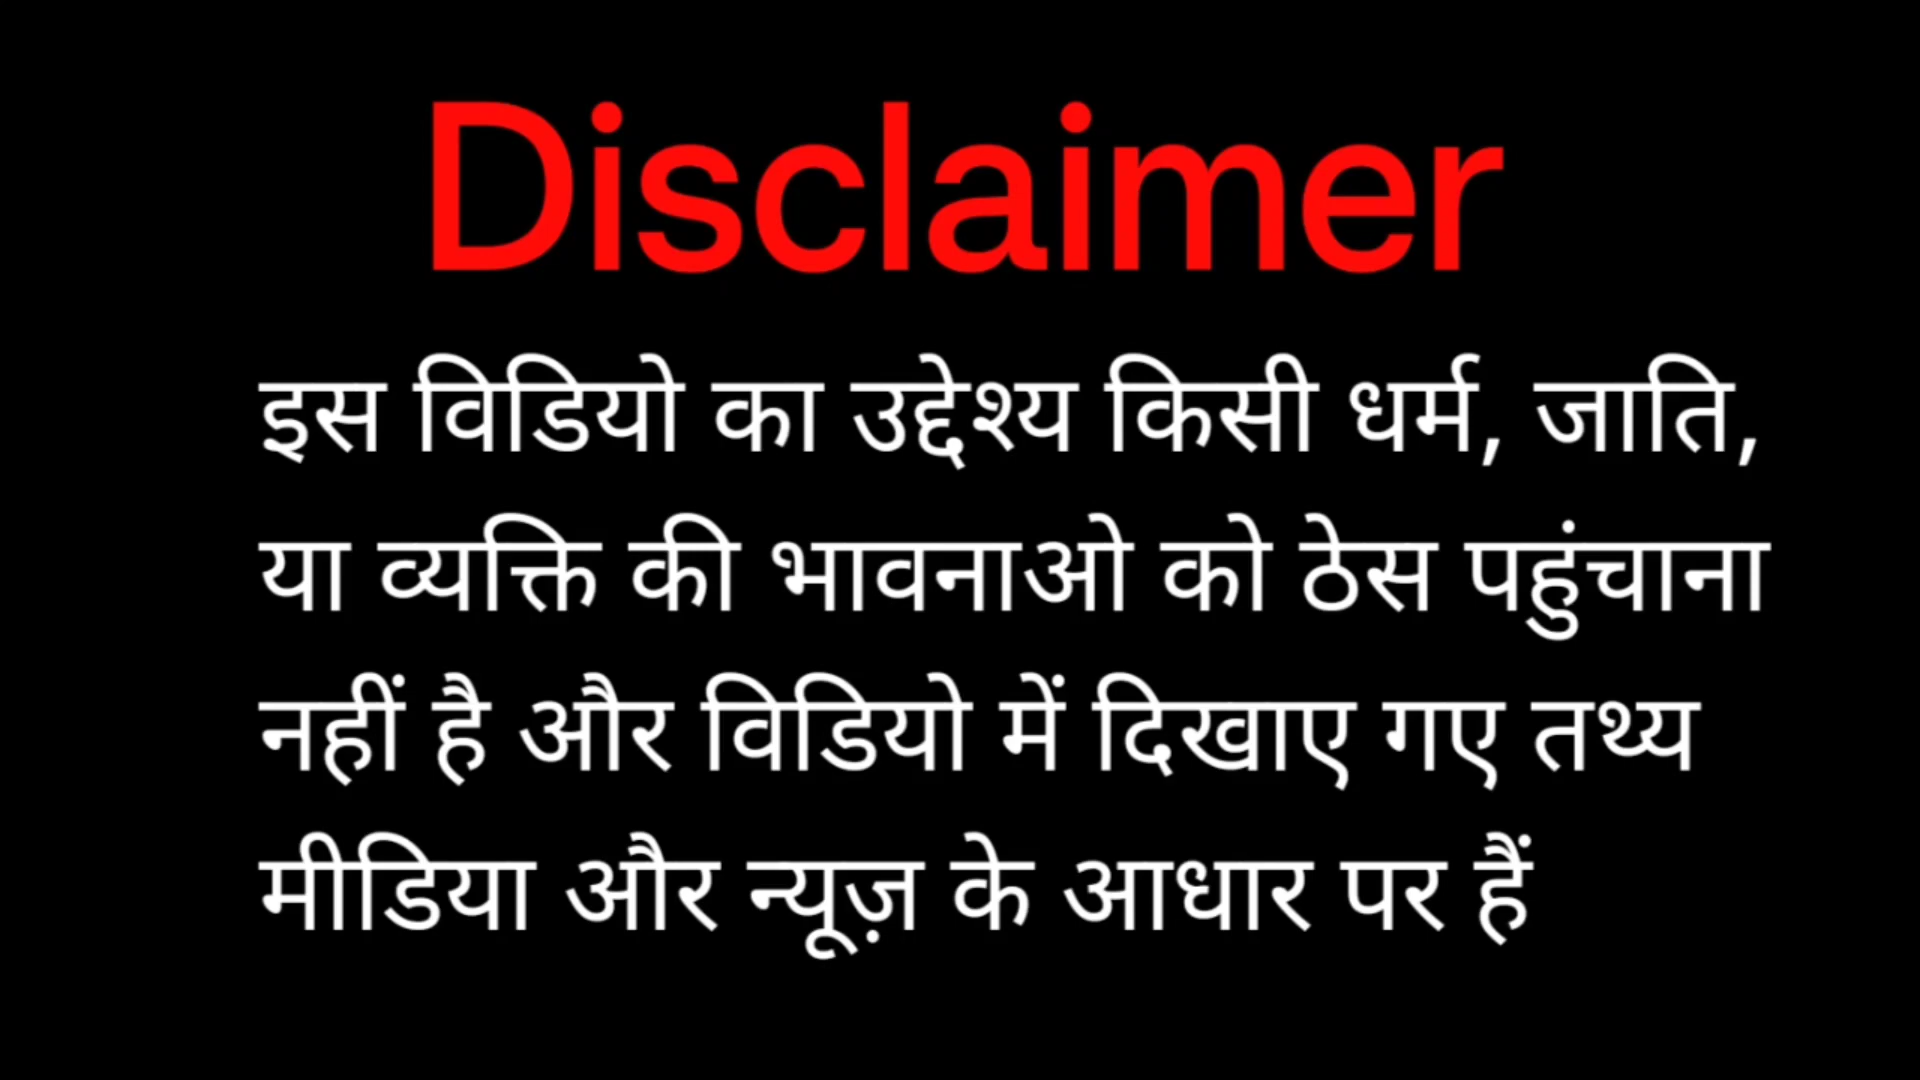 Disclaimer
इस विडियो का उद्देश्य किसी धर्म, जाति,
या व्यक्ति की भावनाओ को ठेस पहुंचाना
नहीं है और विडियो में दिखाए गए तथ्य
मीडिया और न्यूज़ के आधार पर हैं